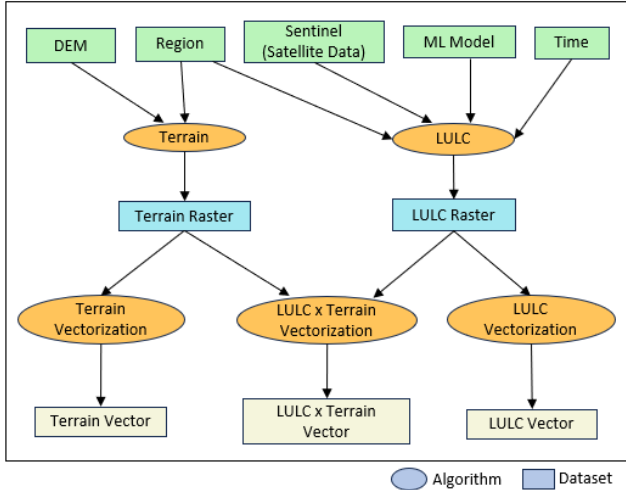 DEM
Region
Sentinel
(Satellite Data)
ML Model
Time
Terrain
LULC
Terrain Raster
LULC Raster
Terrain
Vectorization
LULC x Terrain
Vectorization
LULC
Vectorization
Terrain Vector
LULC x Terrain
Vector
LULC Vector
Algorithm
Dataset